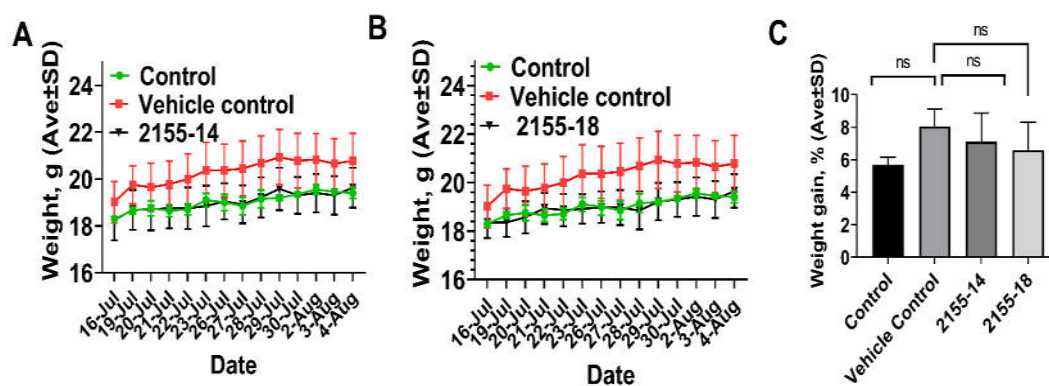 A
Weight, g (Ave±SD)
24
22
20
18
16
Control
Vehicle control
2155-14
16-Jul
19-Jul
20-Jul
21-Jul
22-Jul
23-Jul
26-Jul
27-Jul
28-Jul
29-Jul
30-Jul
2-Aug
3-Aug
4-Aug
Date
B
Weight, g (Ave±SD)
24
22
20
18
16
Control
Vehicle control
2155-18
16-Jul
19-Jul
20-Jul
21-Jul
22-Jul
23-Jul
26-Jul
27-Jul
28-Jul
29-Jul
30-Jul
2-Aug
3-Aug
4-Aug
Date
C
Weight gain, % (Ave±SD)
10
8
6
4
2
0
ns
ns
ns
Control
Vehicle Control
2155-14
2155-18